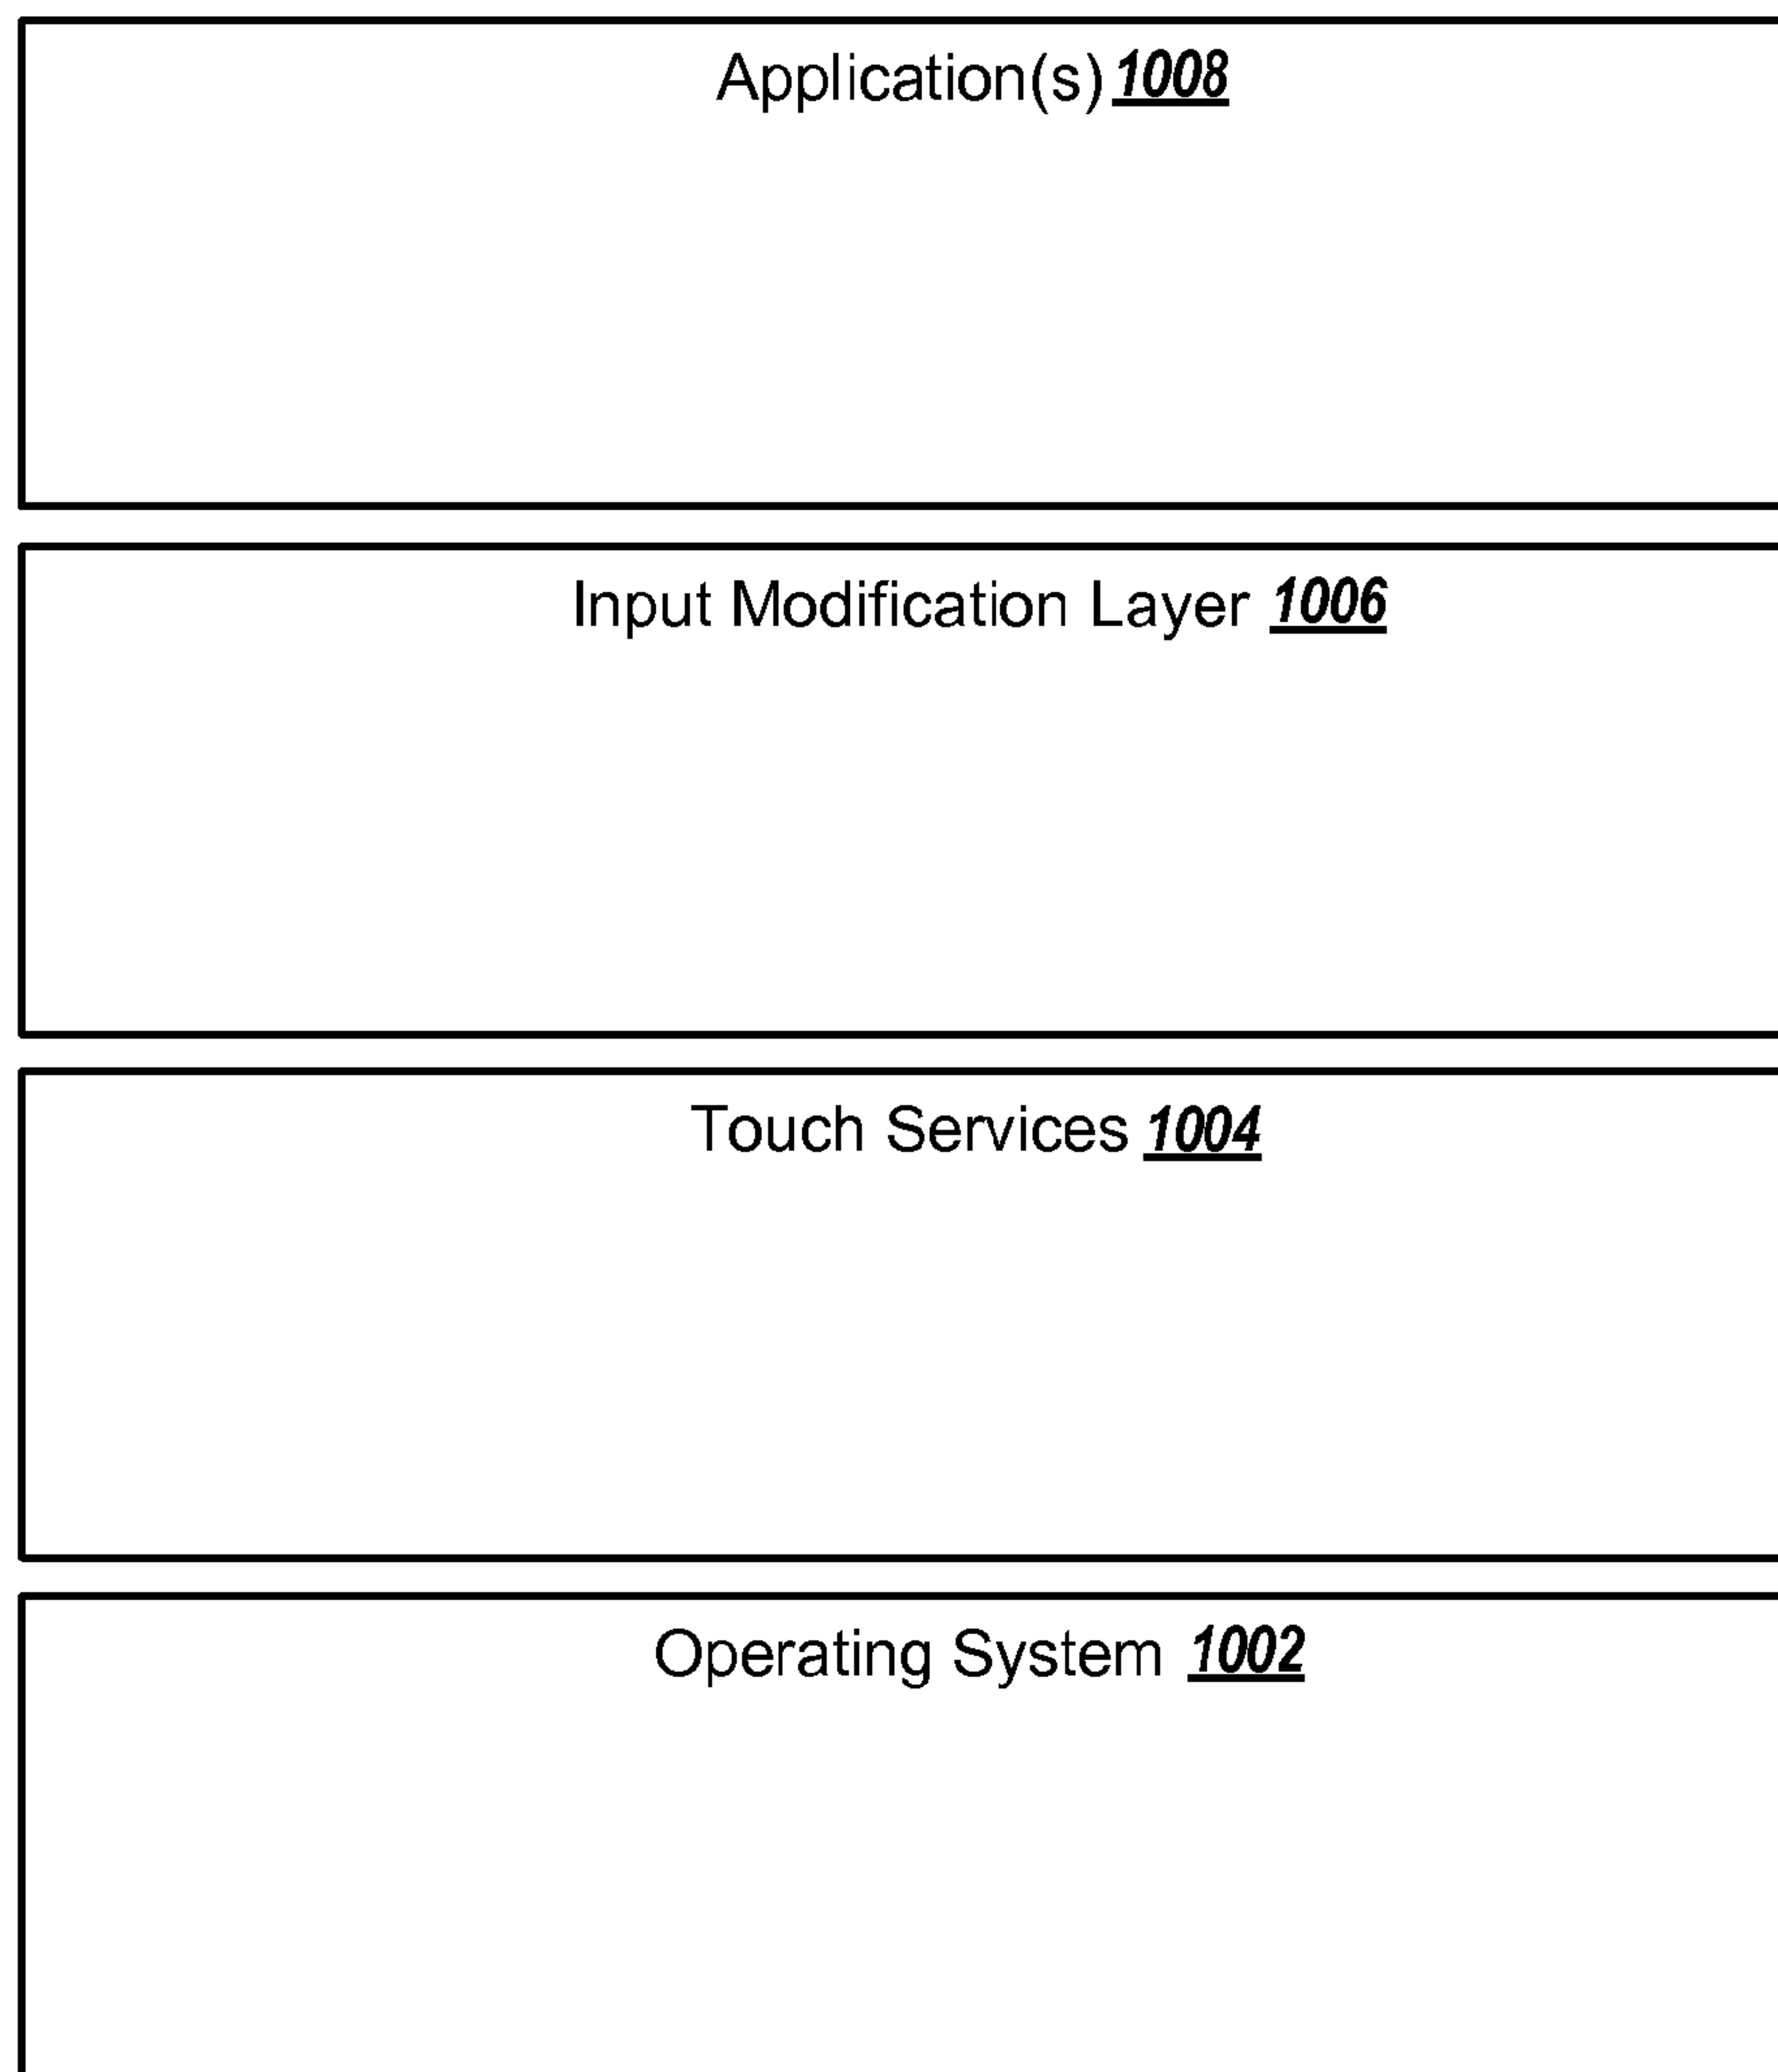 Application(s) 1008
Input Modification Layer 1006
Touch Services 1004
Operating System 1002